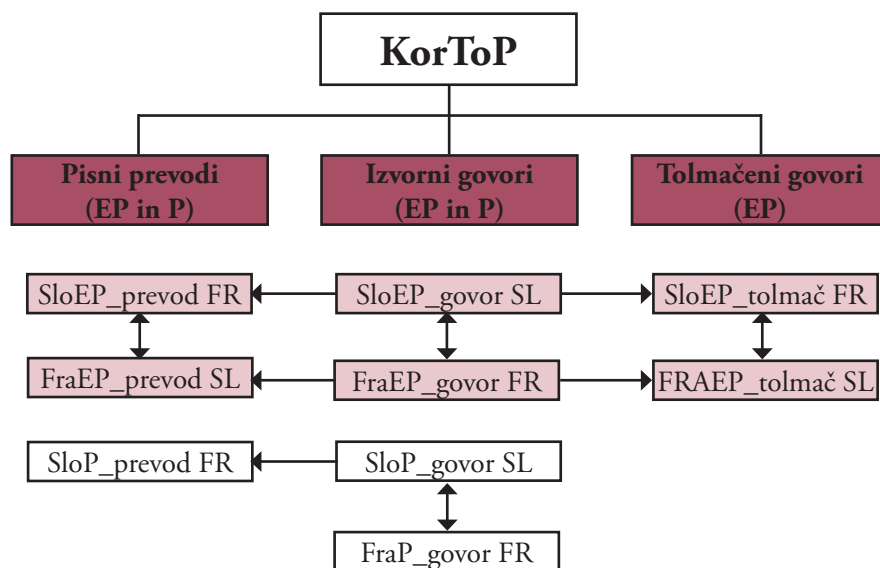 KorToP
Pisni prevodi
(EP in P)
Izvorni govori
(EP in P)
Tolmačeni govori
(EP)
SloEP_prevod FR
SloEP_govor SL
SloEP_tolmač FR
FraEP_prevod SL
FraEP_govor FR
FRAEP_tolmač SL
SloP_prevod FR
SloP_govor SL
FraP_govor FR